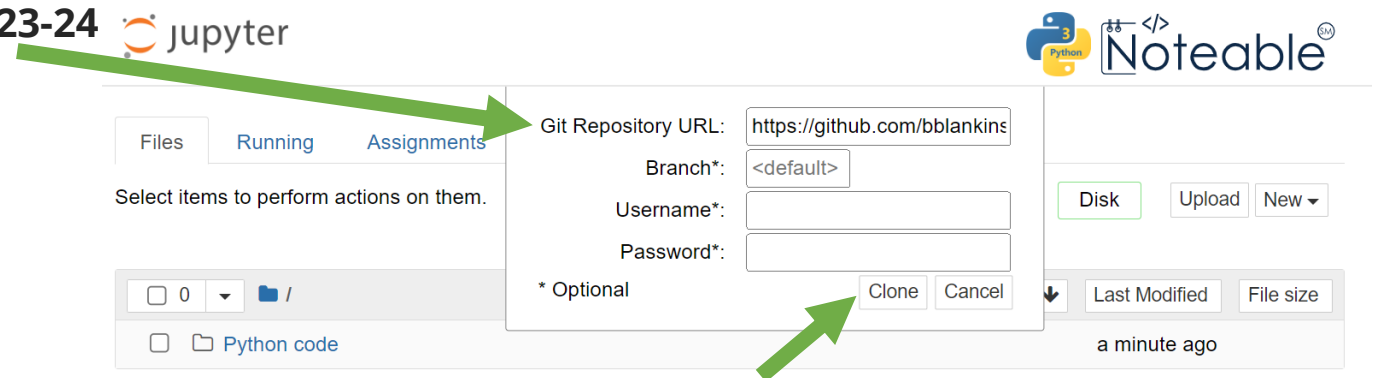 23-24
jupyter
3
Python
</>
Noteable
SM
Git Repository URL: https://github.com/bblankins
Files Running Assignments
Branch*: <default>
Select items to perform actions on them.
Username*:
Disk Upload New
Password*:
* Optional Clone Cancel
0 /
Last Modified File size
Python code a minute ago